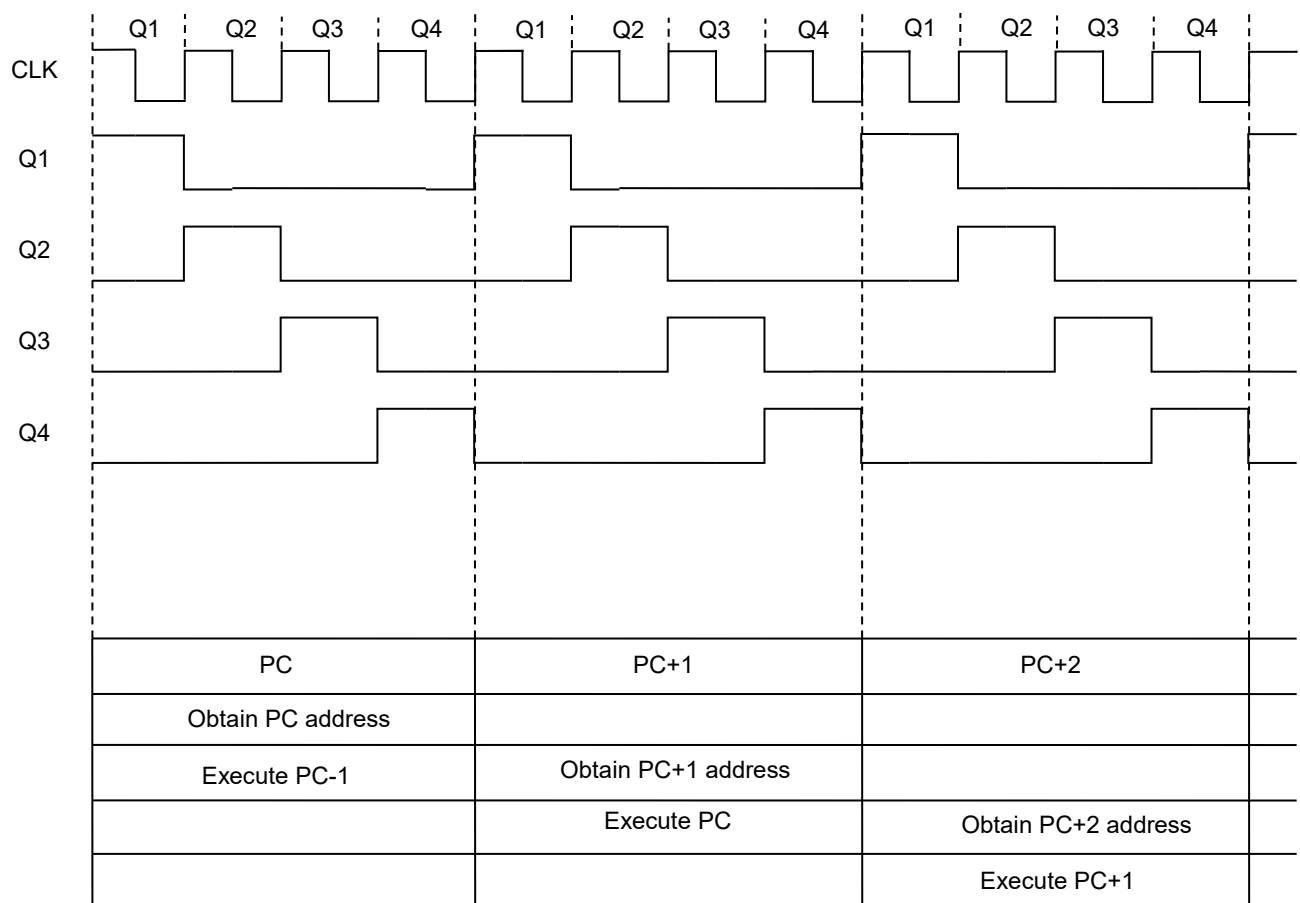 Q1 Q2 Q3 Q4 Q1 Q2 Q3 Q4 Q1 Q2 Q3 Q4
CLK
Q1
Q2
Q3
Q4
PC PC+1 PC+2
Obtain PC address
Execute PC-1 Obtain PC+1 address
Execute PC Obtain PC+2 address
Execute PC+1